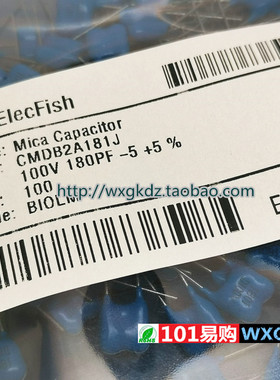 ElecFish
: Mica Capacitor
: CMDB2A181J
: 100V 180PF -5 +5 %
: 100
http://wxgkdz.taobao.com
e: BIOLN
E
101易购 WX